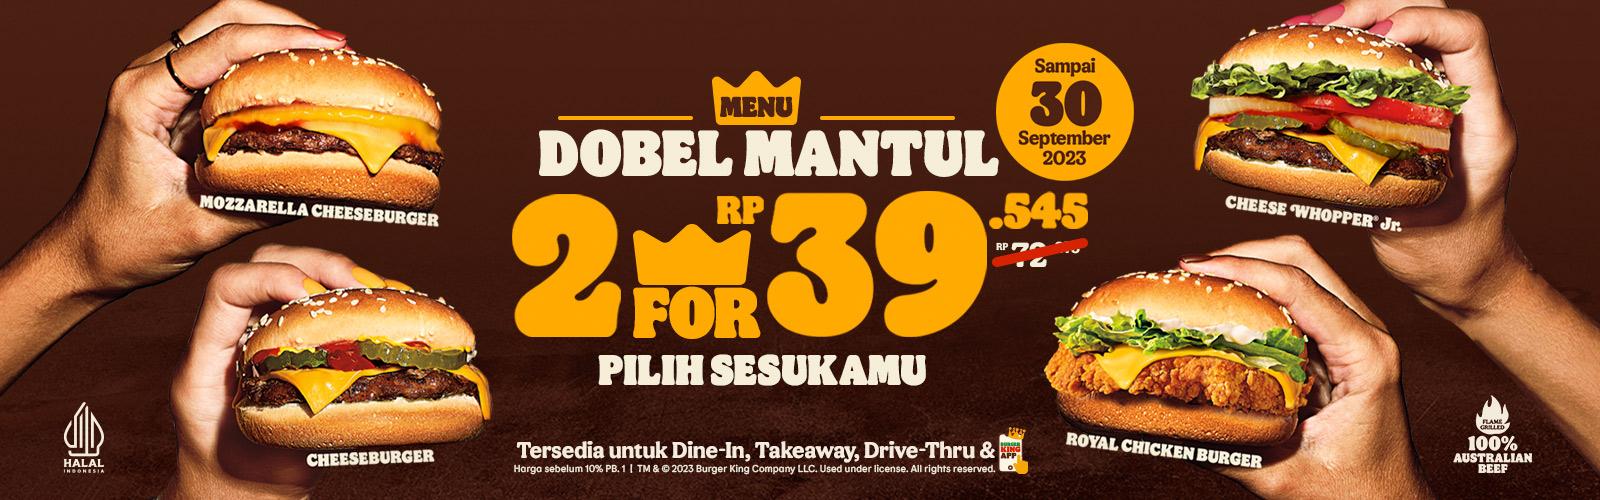 MENU
DOBEL MANTUL
Sampai
30
September
2023
2 FOR RP 39.545
RP 72
PILIH SESUKAMU
MOZZARELLA CHEESEBURGER
CHEESE WHOPPER® Jr.
CHEESEBURGER
ROYAL CHICKEN BURGER
HALAL
INDONESIA
FLAME
GRILLED
100%
AUSTRALIAN
BEEF
Tersedia untuk Dine-In, Takeaway, Drive-Thru &
BURGER
KING
APP
Harga sebelum 10% PB. 1 | TM & © 2023 Burger King Company LLC. Used under license. All rights reserved.